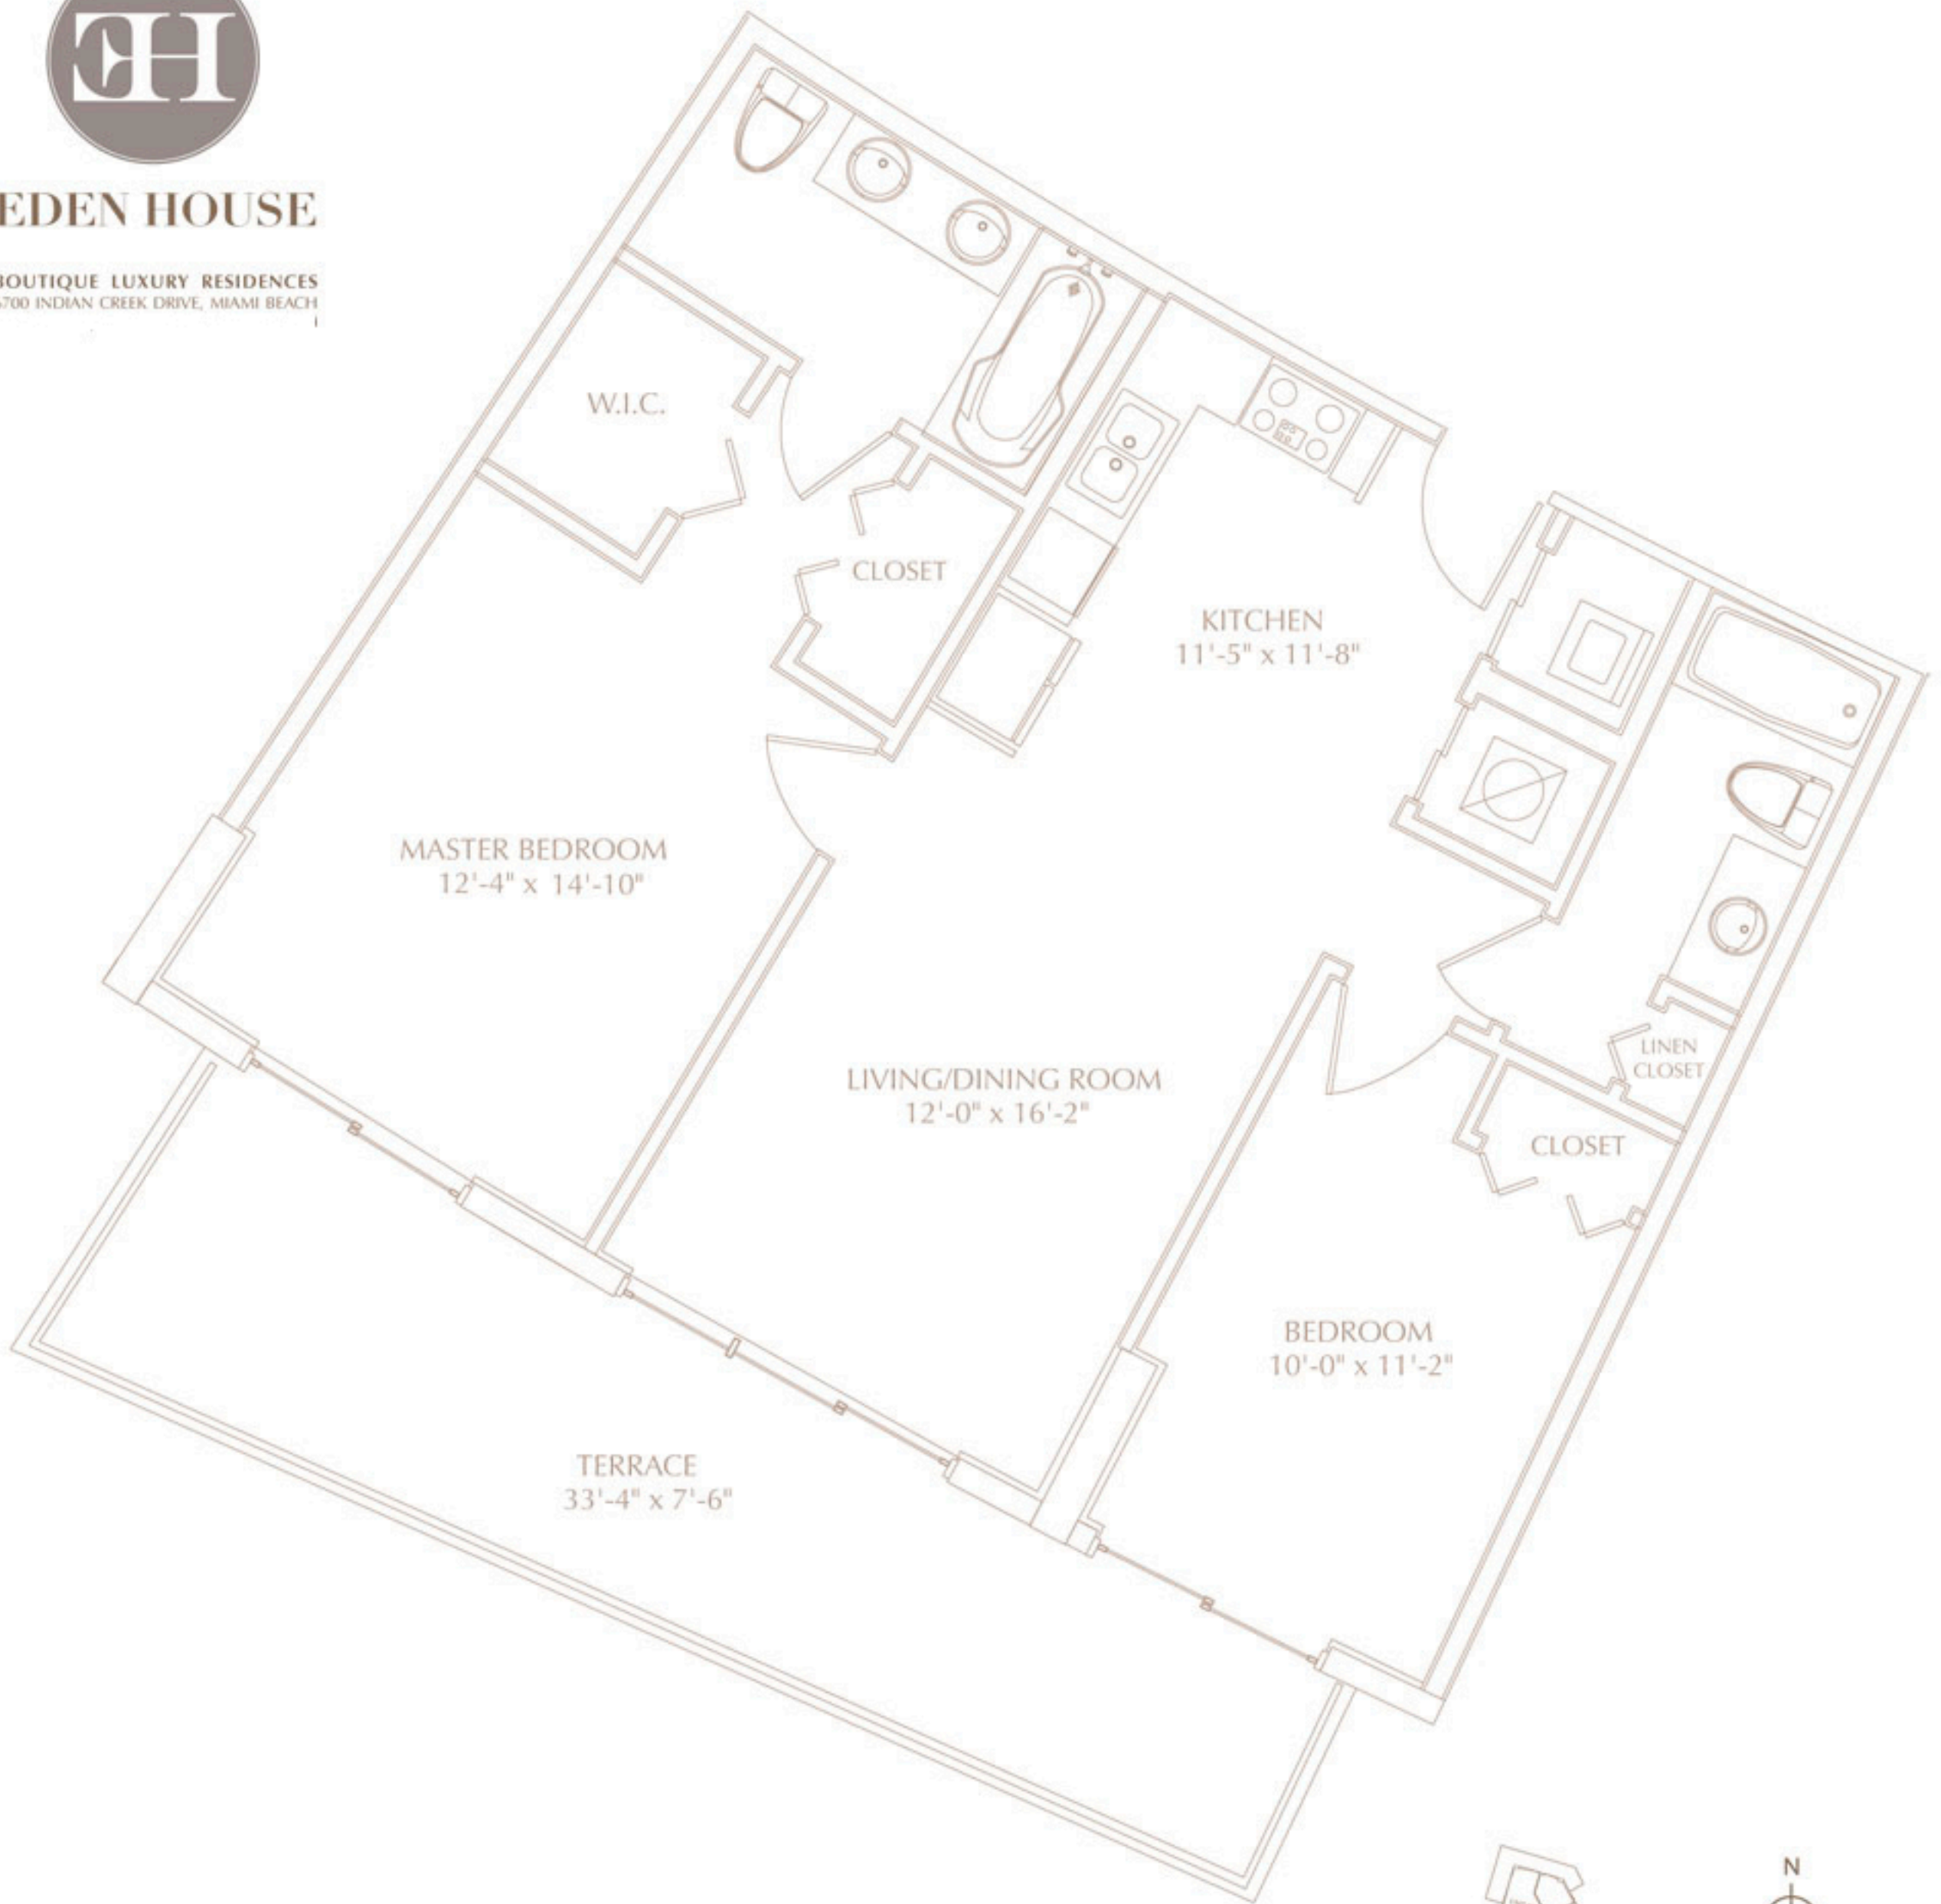 EH
EDEN HOUSE
BOUTIQUE LUXURY RESIDENCES
6700 INDIAN CREEK DRIVE, MIAMI BEACH
W.I.C.
CLOSET
KITCHEN
11'-5" x 11'-8"
MASTER BEDROOM
12'-4" x 14'-10"
LIVING/DINING ROOM
12'-0" x 16'-2"
LINEN
CLOSET
CLOSET
BEDROOM
10'-0" x 11'-2"
TERRACE
33'-4" x 7'-6"
N